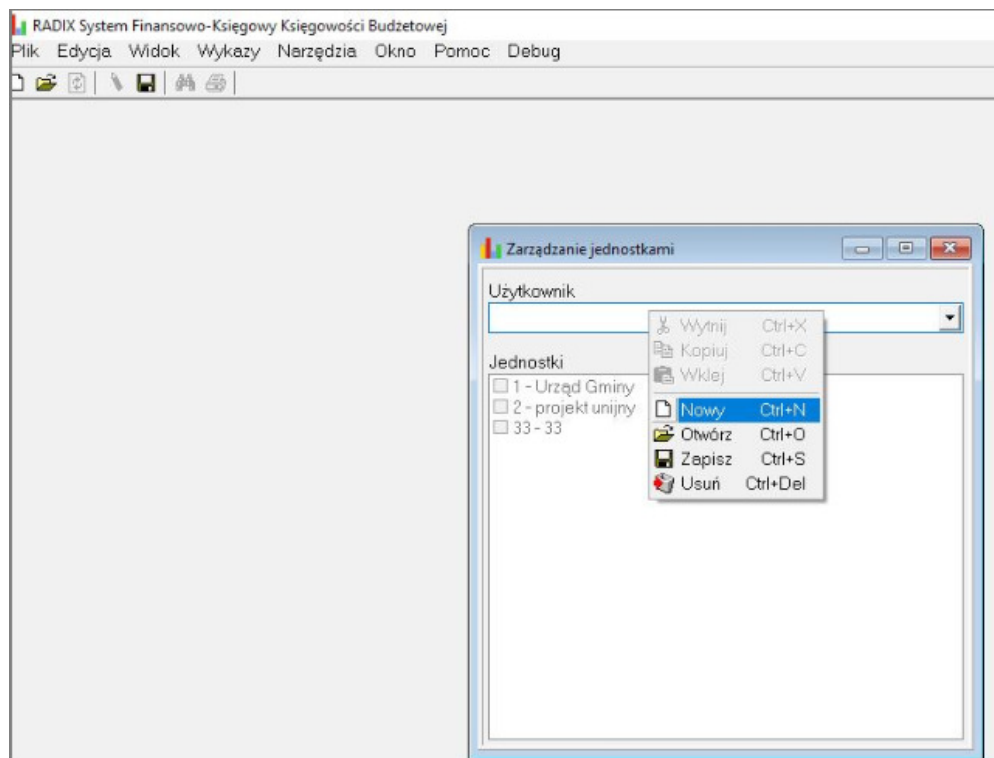 RADIX System Finansowo-Księgowy Księgowości Budżetowej
Plik Edycja Widok Wykazy Narzędzia Okno Pomoc Debug
Zarządzanie jednostkami
Użytkownik
Wytnij Ctrl+X
Kopiuj Ctrl+C
Wklej Ctrl+V
Nowy Ctrl+N
Otwórz Ctrl+O
Zapisz Ctrl+S
Usuń Ctrl+Del
Jednostki
1 - Urząd Gminy
2 - projekt unijny
33 - 33